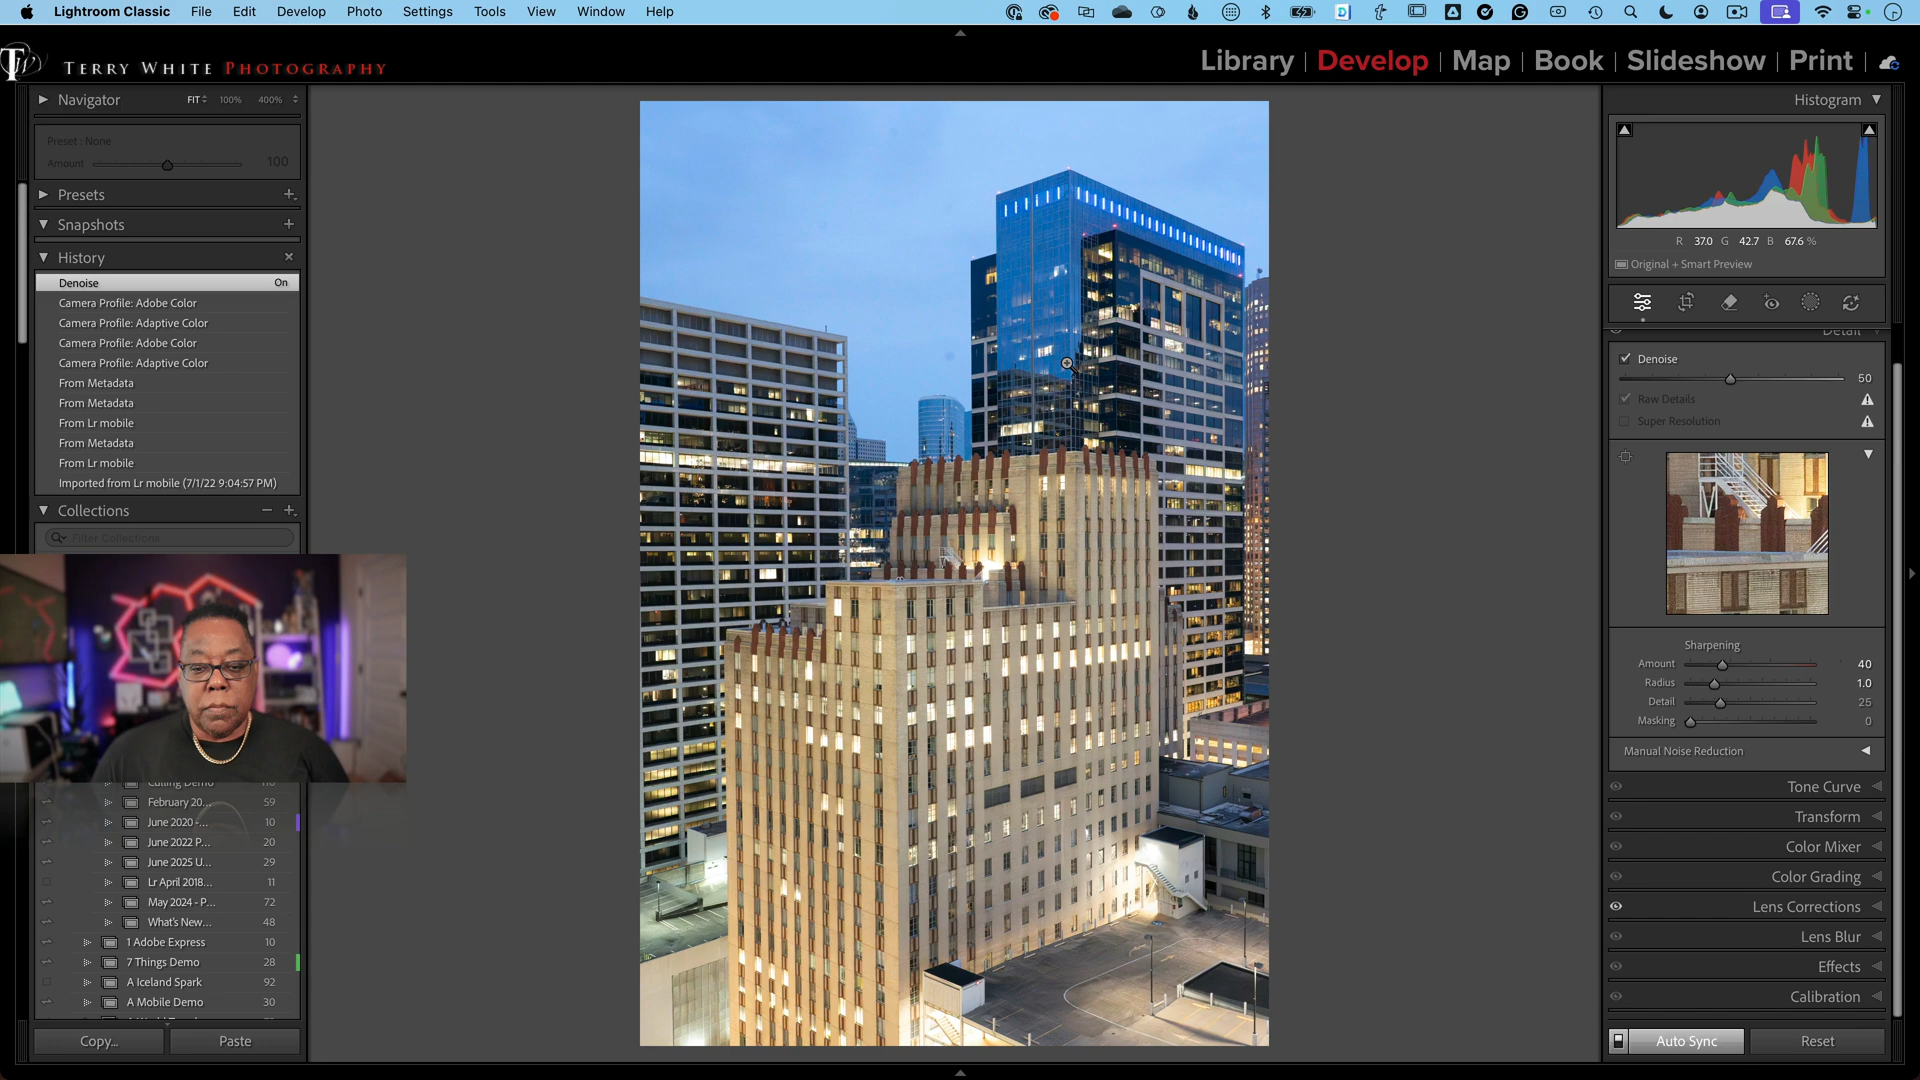 Lightroom Classic File Edit Develop Photo Settings Tools View Window Help
TERRY WHITE PHOTOGRAPHY
Library | Develop | Map | Book | Slideshow | Print |
Navigator FIT 100% 400%
Preset : None
Amount 100
Presets
Snapshots
History
Denoise On
Camera Profile: Adobe Color
Camera Profile: Adaptive Color
Camera Profile: Adobe Color
Camera Profile: Adaptive Color
From Metadata
From Metadata
From Lr mobile
From Metadata
From Lr mobile
Imported from Lr mobile (7/1/22 9:04:57 PM)
Collections
Filter Collections
Culling Demo
February 20... 59
June 2020 -... 10
June 2022 P... 20
June 2025 U... 29
Lr April 2018... 11
May 2024 - P... 72
What's New... 48
1 Adobe Express 10
7 Things Demo 28
A Iceland Spark 92
A Mobile Demo 30
Copy... Paste
Histogram
R 37.0 G 42.7 B 67.6 %
Original + Smart Preview
Detail
Denoise
50
Raw Details
Super Resolution
Sharpening
Amount 40
Radius 1.0
Detail 25
Masking 0
Manual Noise Reduction
Tone Curve
Transform
Color Mixer
Color Grading
Lens Corrections
Lens Blur
Effects
Calibration
Auto Sync Reset